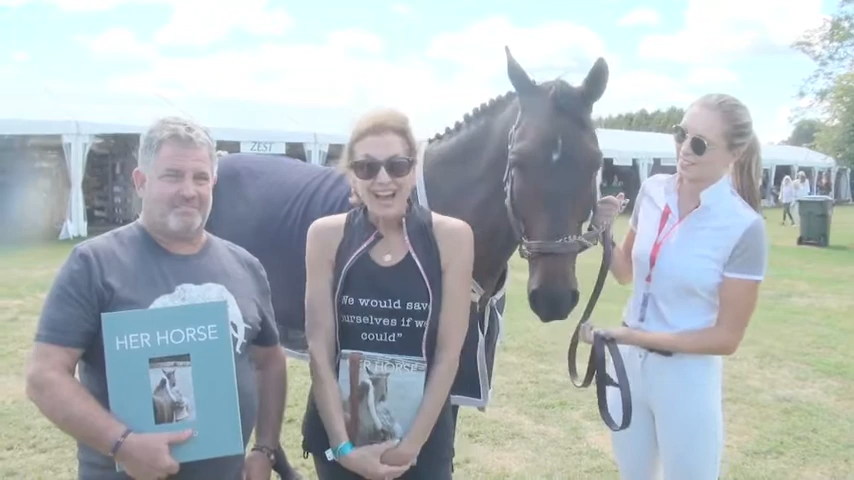 ZEST
HER HORSE
"We would save
ourselves if we
could"
HER HORSE